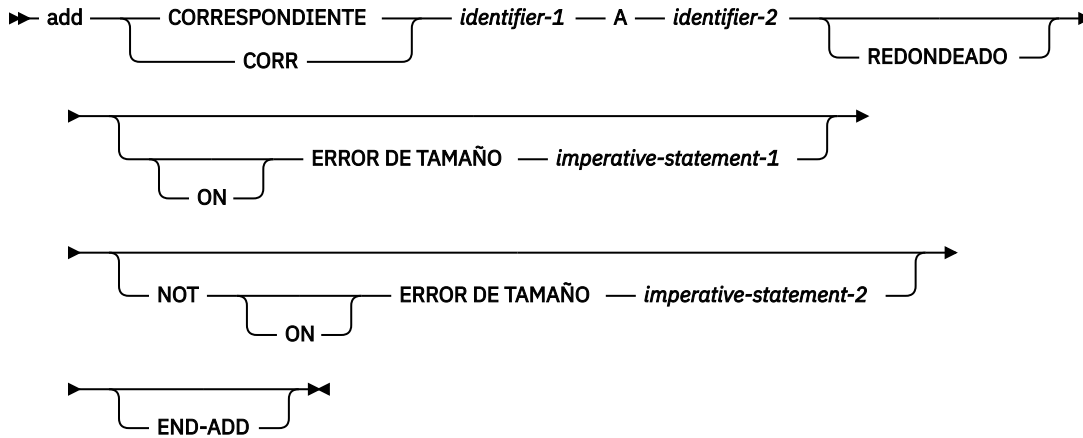 add CORRESPONDIENTE identifier-1 A identifier-2
CORR REDONDEADO
ERROR DE TAMAÑO imperative-statement-1
ON
NOT ERROR DE TAMAÑO imperative-statement-2
ON
END-ADD